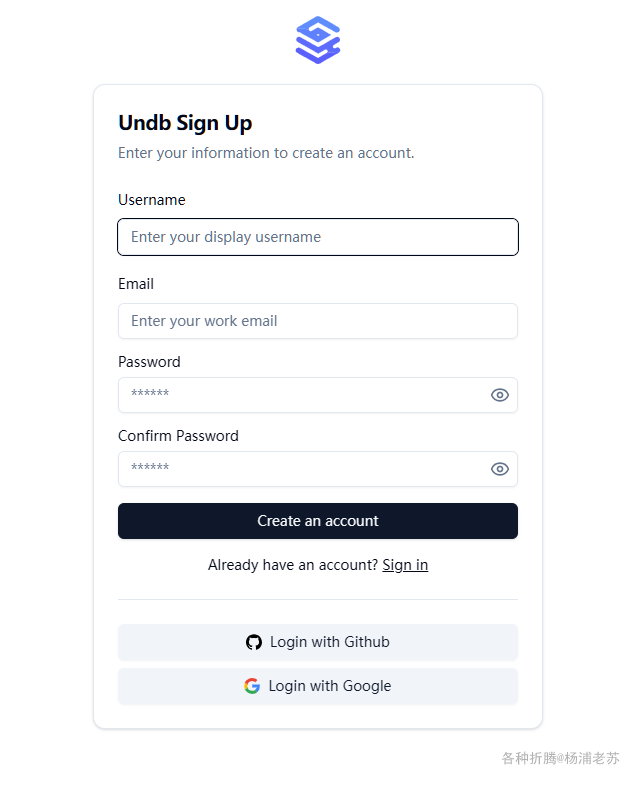 Undb Sign Up
Enter your information to create an account.
Username
Enter your display username
Email
Enter your work email
Password
******
Confirm Password
******
Create an account
Already have an account? Sign in
Login with Github
Login with Google
各种折腾@杨浦老苏